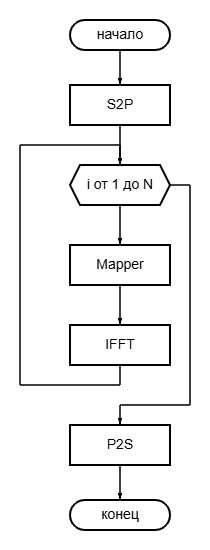 начало
S2P
i от 1 до N
Mapper
IFFT
P2S
конец